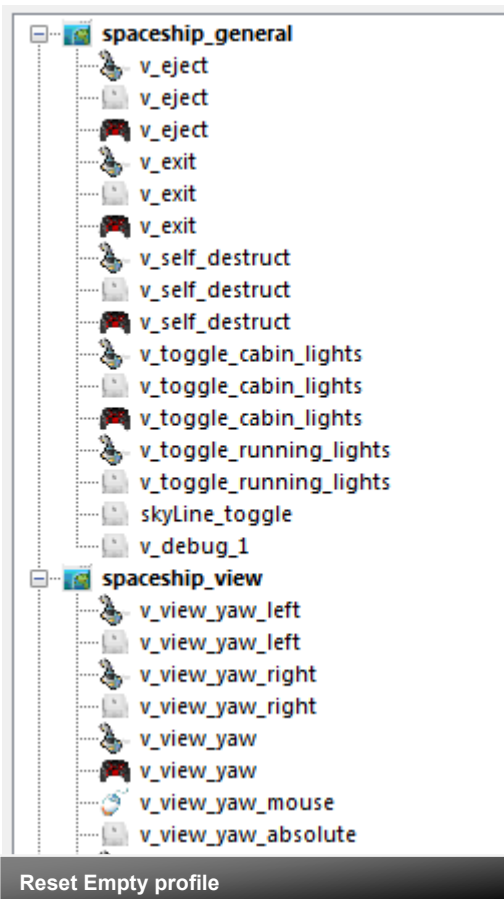 spaceship_general
v_eject
v_eject
v_eject
v_exit
v_exit
v_exit
v_self_destruct
v_self_destruct
v_self_destruct
v_toggle_cabin_lights
v_toggle_cabin_lights
v_toggle_cabin_lights
v_toggle_running_lights
v_toggle_running_lights
skyLine_toggle
v_debug_1
spaceship_view
v_view_yaw_left
v_view_yaw_left
v_view_yaw_right
v_view_yaw_right
v_view_yaw
v_view_yaw
v_view_yaw_mouse
v_view_yaw_absolute
Reset Empty profile